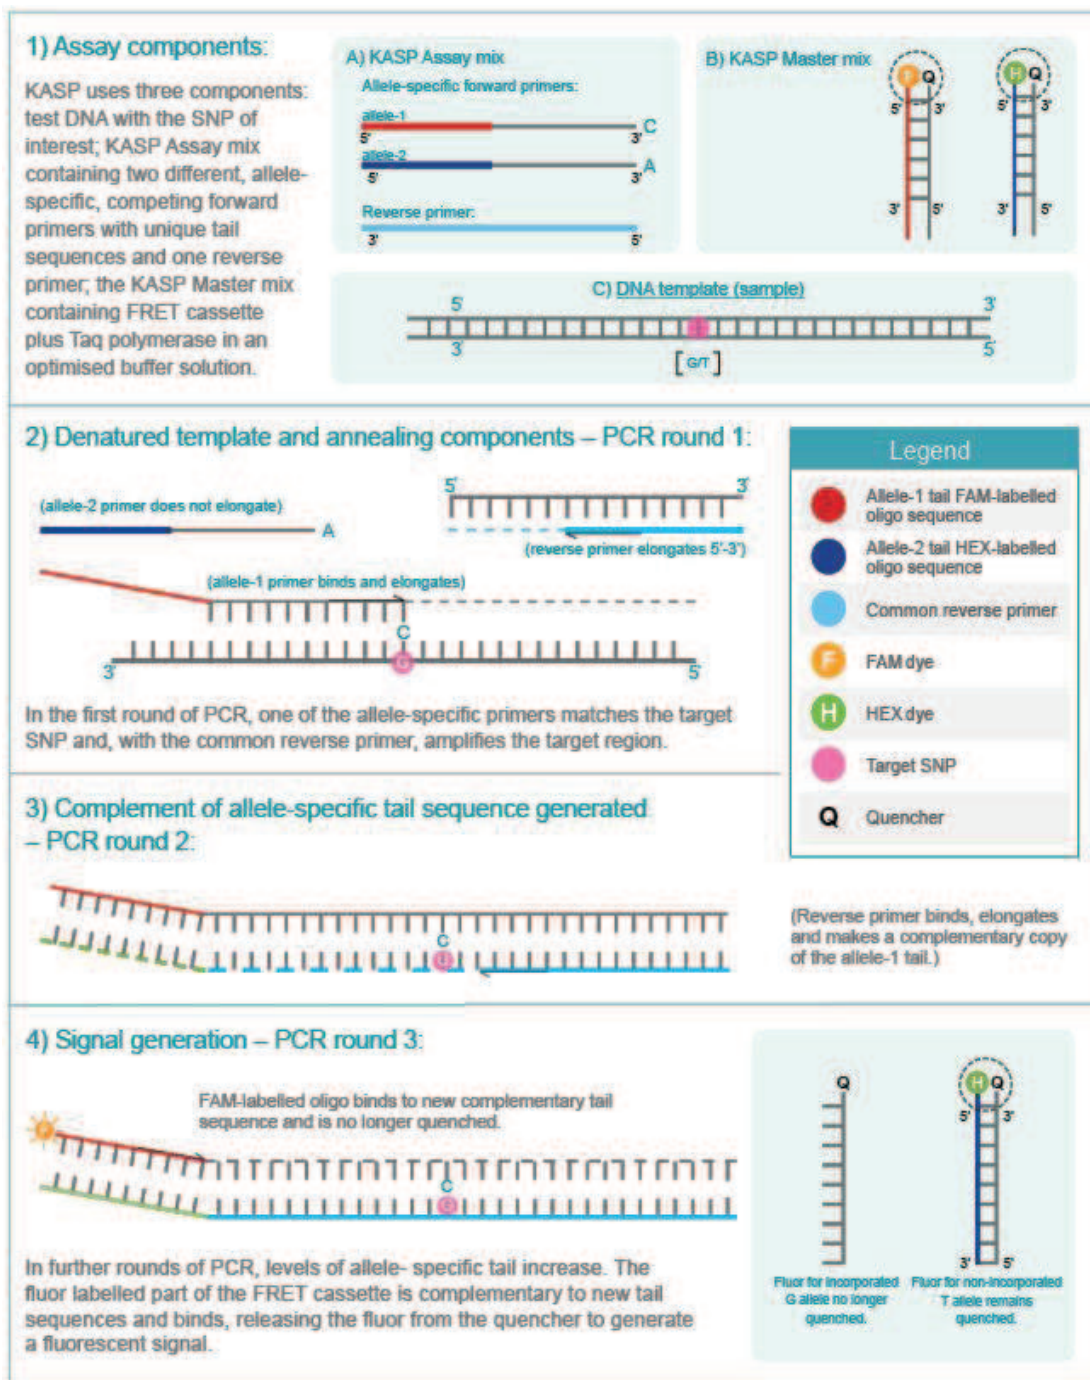 1) Assay components:
KASP uses three components:
test DNA with the SNP of
interest; KASP Assay mix
containing two different, allele-
specific, competing forward
primers with unique tail
sequences and one reverse
primer; the KASP Master mix
containing FRET cassette
plus Taq polymerase in an
optimised buffer solution.
A) KASP Assay mix
Allele-specific forward primers:
allele-1
C
5'
3'
allele-2
A
5'
3'
Reverse primer:
3'
5'
B) KASP Master mix
F Q
H Q
5'
3'
5'
3'
3'
5'
3'
5'
C) DNA template (sample)
5'
3'
3'
5'
[ G/T ]
2) Denatured template and annealing components – PCR round 1:
(allele-2 primer does not elongate)
A
5'
3'
(reverse primer elongates 5'-3')
(allele-1 primer binds and elongates)
C
G
3'
5'
In the first round of PCR, one of the allele-specific primers matches the target
SNP and, with the common reverse primer, amplifies the target region.
Legend
Allele-1 tail FAM-labelled
oligo sequence
Allele-2 tail HEX-labelled
oligo sequence
Common reverse primer
F
FAM dye
H
HEX dye
Target SNP
Q
Quencher
3) Complement of allele-specific tail sequence generated
– PCR round 2:
C
(Reverse primer binds, elongates
and makes a complementary copy
of the allele-1 tail.)
4) Signal generation – PCR round 3:
FAM-labelled oligo binds to new complementary tail
sequence and is no longer quenched.
F
C
G
In further rounds of PCR, levels of allele- specific tail increase. The
fluor labelled part of the FRET cassette is complementary to new tail
sequences and binds, releasing the fluor from the quencher to generate
a fluorescent signal.
Q
H Q
5'
3'
3'
5'
Fluor for incorporated
G allele no longer
quenched.
Fluor for non-incorporated
T allele remains
quenched.